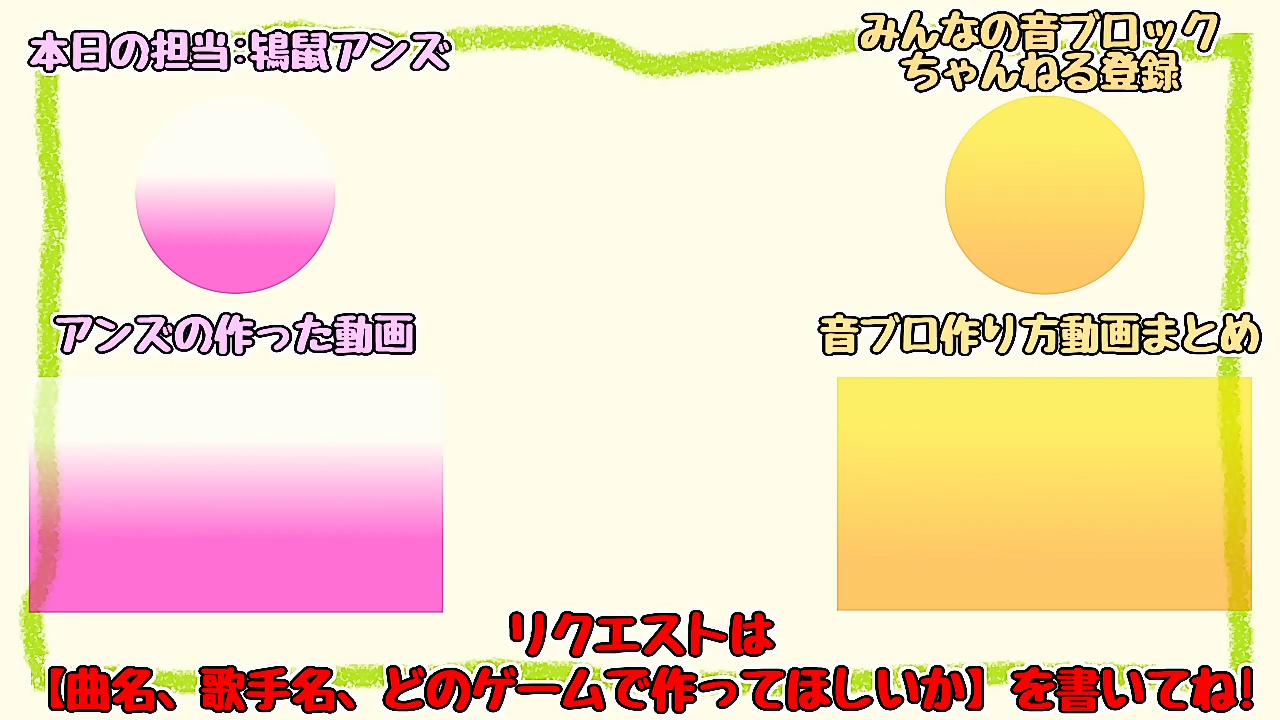 本日の担当:鴇鼠アンズ
みんなの音ブロック
ちゃんねる登録
アンズの作った動画
音ブロ作り方動画まとめ
リクエストは
【曲名、歌手名、どのゲームで作ってほしいか】を書いてね!